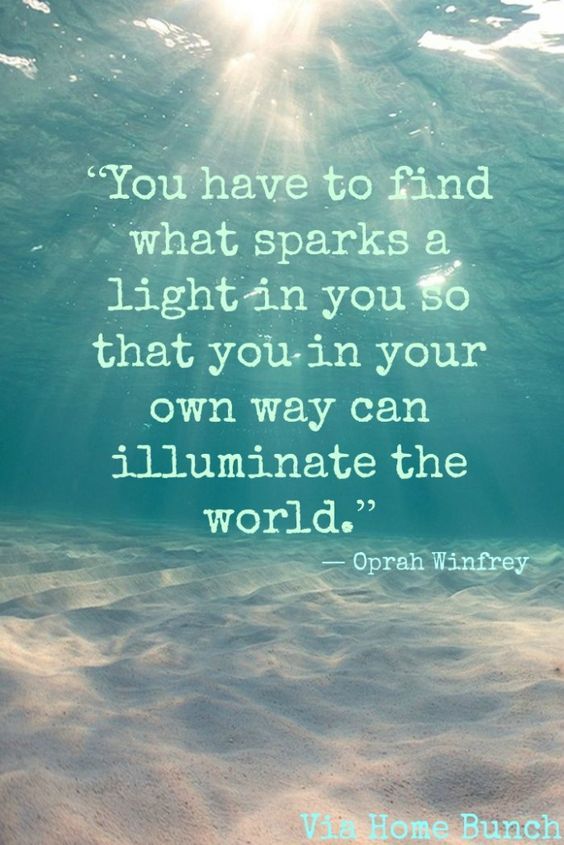 “You have to find
what sparks a
light in you so
that you in your
own way can
illuminate the
world.”
— Oprah Winfrey
Via Home Bunch